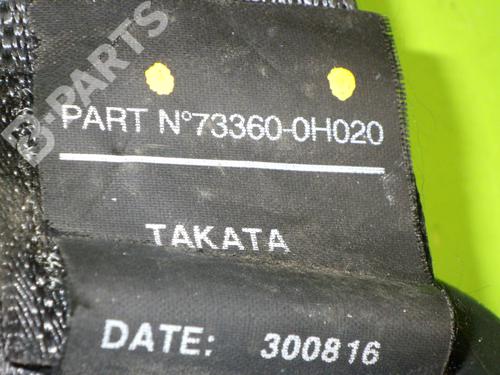 B-PARTS
PART N°73360-0H020
TAKATA
DATE: 300816